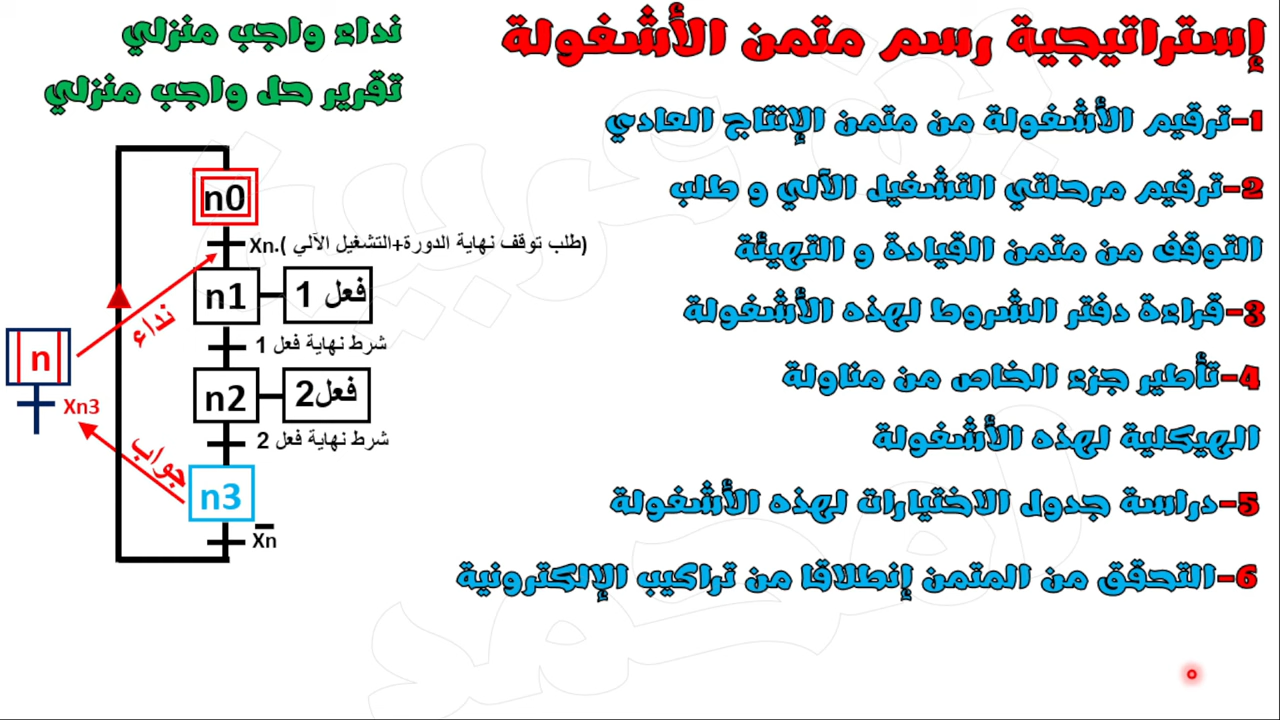 إستراتيجية رسم متمن الأشغولة
1-ترقيم الأشغولة من متمن الإنتاج العادي
2-ترقيم مرحلتي التشغيل الآلي و طلب
التوقف من متمن القيادة و التهيئة
3-قراءة دفتر الشروط لهذه الأشغولة
4-تأطير جزء الخاص من مناولة
الهيكلية لهذه الأشغولة
5-دراسة جدول الاختيارات لهذه الأشغولة
6-التحقق من المتمن إنطلاقا من تراكيب الإلكترونية
نداء واجب منزلي
تقرير حل واجب منزلي
n0
Xn.(طلب توقف نهاية الدورة+التشغيل الآلي)
n1
فعل 1
نداء
شرط نهاية فعل 1
n
Xn3
n2
فعل2
شرط نهاية فعل 2
جواب
n3
X̅n̅
بن عريبية
امحمد